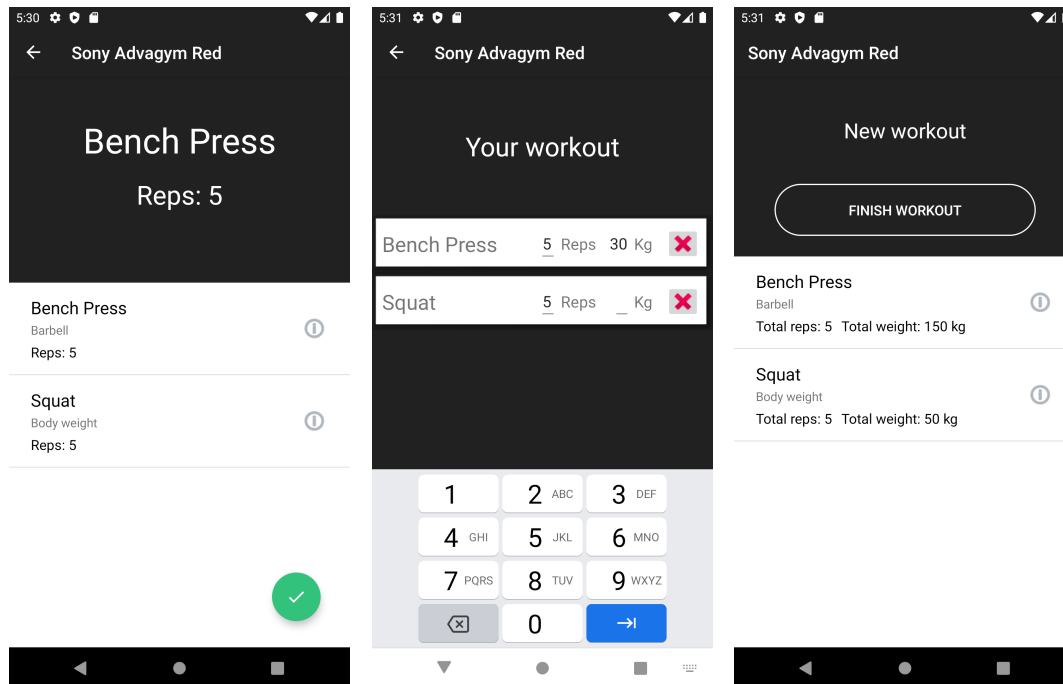 5:30
Sony Advagym Red
Bench Press
Reps: 5
Bench Press
Barbell
Reps: 5
Squat
Body weight
Reps: 5
5:31
Sony Advagym Red
Your workout
Bench Press 5 Reps 30 Kg
Squat 5 Reps _ Kg
1 2 ABC 3 DEF
4 GHI 5 JKL 6 MNO
7 PQRS 8 TUV 9 WXYZ
0
5:31
Sony Advagym Red
New workout
FINISH WORKOUT
Bench Press
Barbell
Total reps: 5 Total weight: 150 kg
Squat
Body weight
Total reps: 5 Total weight: 50 kg